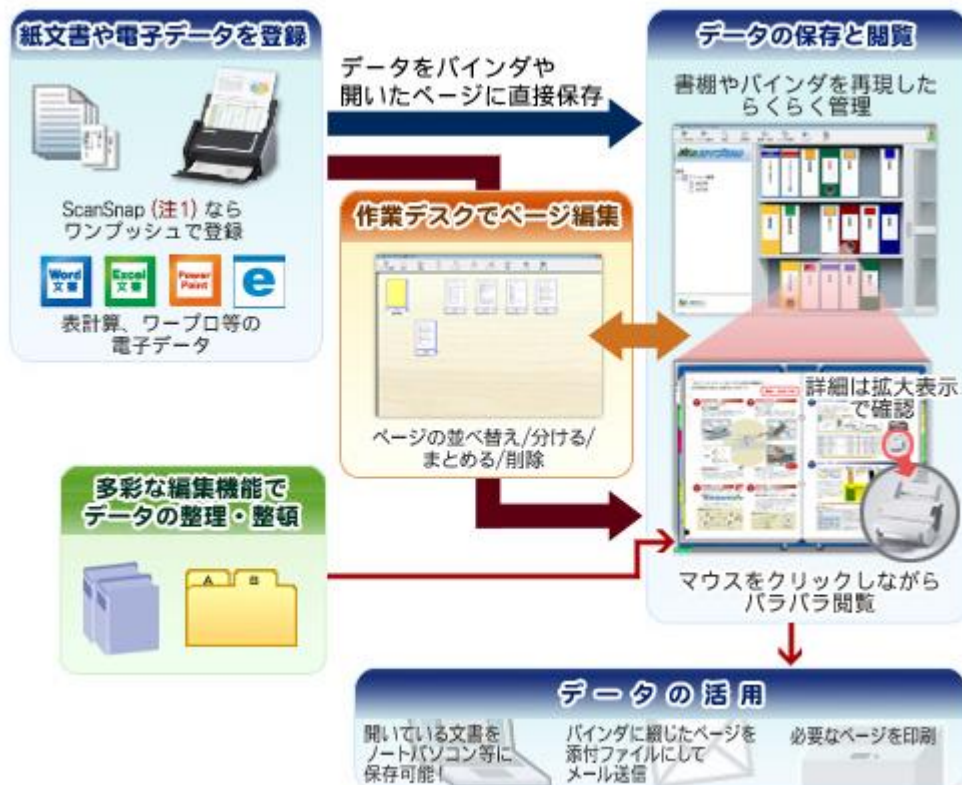 紙文書や電子データを登録
ScanSnap (注1) なら
ワンプッシュで登録
Word
文書
Excel
文書
Power
Point
e
表計算、ワープロ等の
電子データ
データをバインダや
開いたページに直接保存
作業デスクでページ編集
ページの並べ替え/分ける/
まとめる/削除
データの保存と閲覧
書棚やバインダを再現した
らくらく管理
詳細は拡大表示
で確認
マウスをクリックしながら
パラパラ閲覧
多彩な編集機能で
データの整理・整頓
A B
データの活用
開いている文書を
ノートパソコン等に
保存可能!
バインダに綴じたページを
添付ファイルにして
メール送信
必要なページを印刷